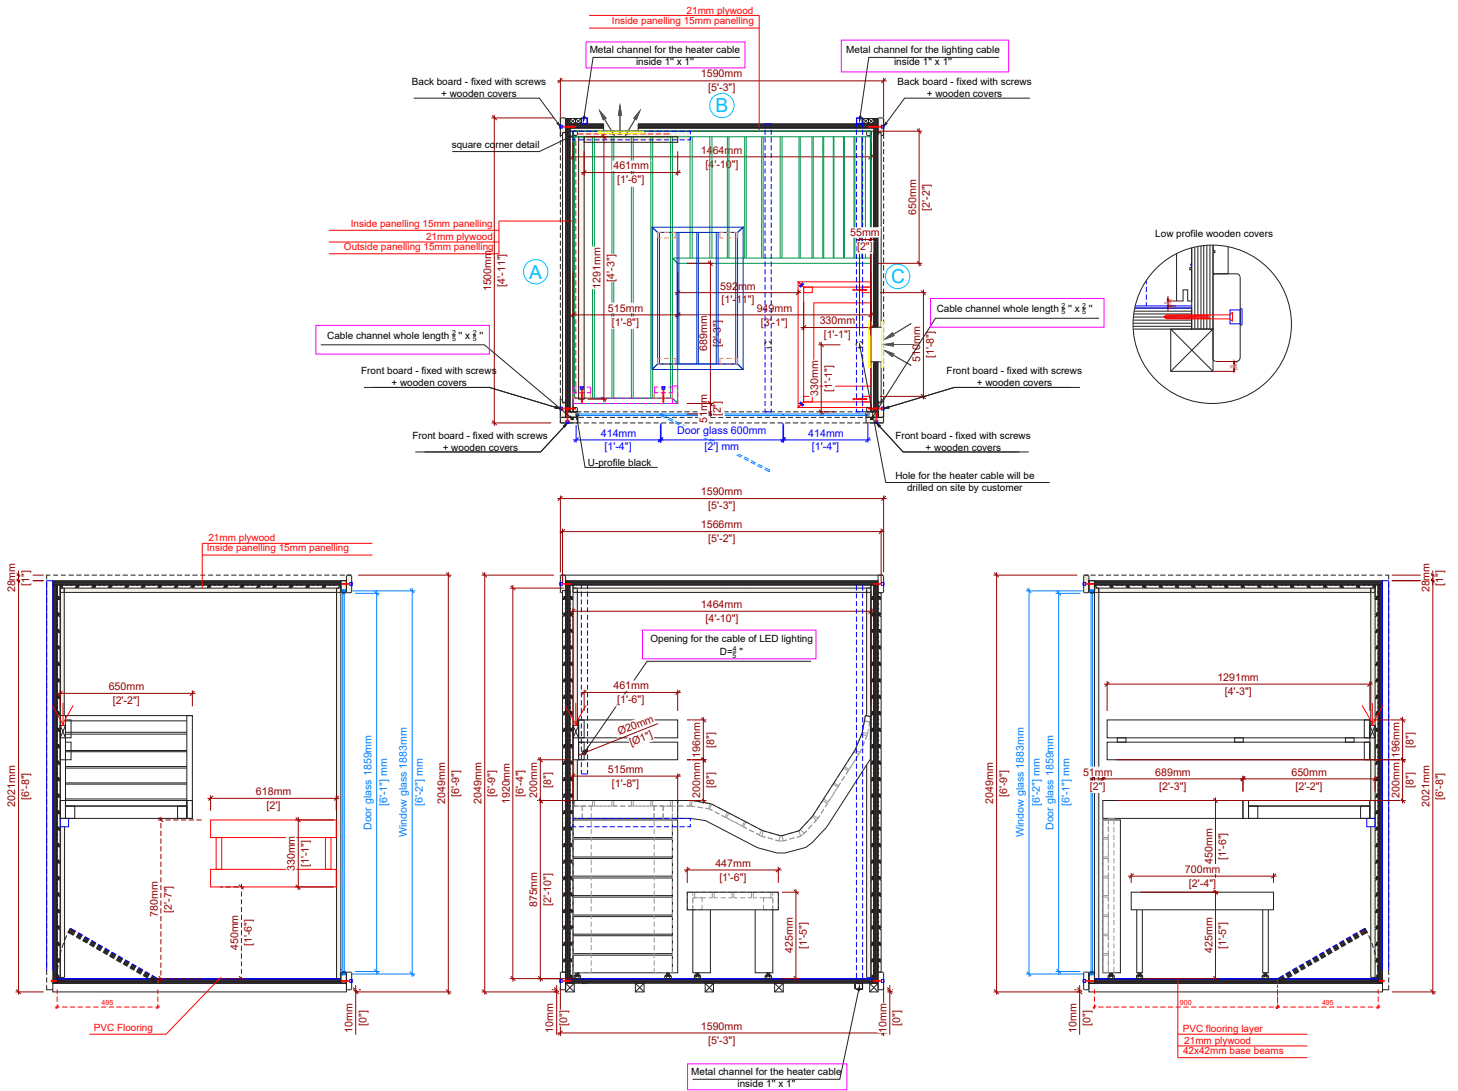 21mm plywood
Inside panelling 15mm panelling
Metal channel for the heater cable
inside 1" x 1"
Metal channel for the lighting cable
inside 1" x 1"
1590mm
[5'-3"]
Back board - fixed with screws
+ wooden covers
Back board - fixed with screws
+ wooden covers
B
square corner detail
1464mm
[4'-10"]
461mm
[1'-6"]
650mm
[2'-2"]
Inside panelling 15mm panelling
21mm plywood
Outside panelling 15mm panelling
55mm
[2"]
Low profile wooden covers
1500mm
[4'-11"]
A
1291mm
[4'-3"]
C
592mm
[1'-11"]
515mm
[1'-8"]
949mm
[3'-1"]
689mm
[2'-3"]
330mm
[1'-1"]
510mm
[1'-8"]
330mm
[1'-1"]
Cable channel whole length " x "
Cable channel whole length " x "
Front board - fixed with screws
+ wooden covers
Front board - fixed with screws
+ wooden covers
51mm
[2"]
Front board - fixed with screws
+ wooden covers
414mm
[1'-4"]
Door glass 600mm
[2'] mm
414mm
[1'-4"]
Front board - fixed with screws
+ wooden covers
U-profile black
Hole for the heater cable will be
drilled on site by customer
21mm plywood
Inside panelling 15mm panelling
28mm
[1"]
650mm
[2'-2"]
2021mm
[6'-8"]
618mm
[2']
330mm
[1'-1"]
780mm
[2'-7"]
450mm
[1'-6"]
Door glass 1859mm
[6'-1"] mm
Window glass 1883mm
[6'-2"] mm
2049mm
[6'-9"]
495
10mm
[0"]
PVC Flooring
1590mm
[5'-3"]
1566mm
[5'-2"]
1464mm
[4'-10"]
Opening for the cable of LED lighting
D= "
461mm
[1'-6"]
Ø20mm
[Ø1"]
196mm
[8"]
200mm
[8"]
515mm
[1'-8"]
2049mm
[6'-9"]
1920mm
[6'-4"]
200mm
[8"]
875mm
[2'-10"]
447mm
[1'-6"]
425mm
[1'-5"]
10mm
[0"]
10mm
[0"]
1590mm
[5'-3"]
Metal channel for the heater cable
inside 1" x 1"
28mm
[1"]
1291mm
[4'-3"]
196mm
[8"]
200mm
[8"]
51mm
[2"]
689mm
[2'-3"]
650mm
[2'-2"]
2049mm
[6'-9"]
Window glass 1883mm
[6'-2"] mm
Door glass 1859mm
[6'-1"] mm
2021mm
[6'-8"]
450mm
[1'-6"]
700mm
[2'-4"]
425mm
[1'-5"]
10mm
[0"]
900
495
PVC flooring layer
21mm plywood
42x42mm base beams